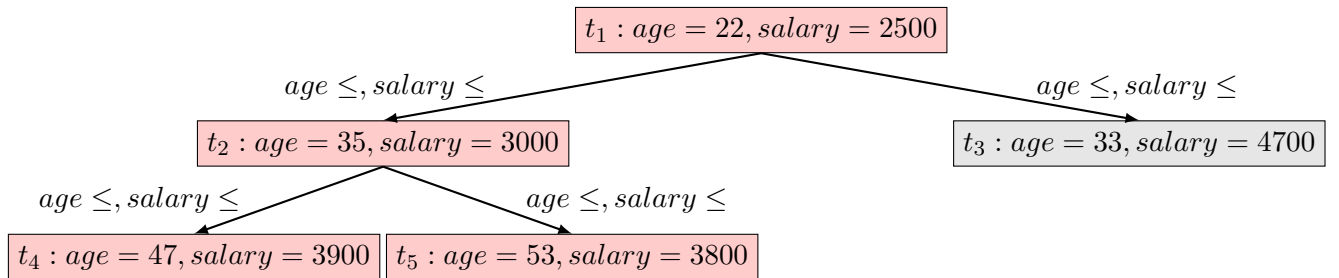 t₁ : age = 22, salary = 2500
age ≤, salary ≤
age ≤, salary ≤
t₂ : age = 35, salary = 3000
t₃ : age = 33, salary = 4700
age ≤, salary ≤
age ≤, salary ≤
t₄ : age = 47, salary = 3900
t₅ : age = 53, salary = 3800